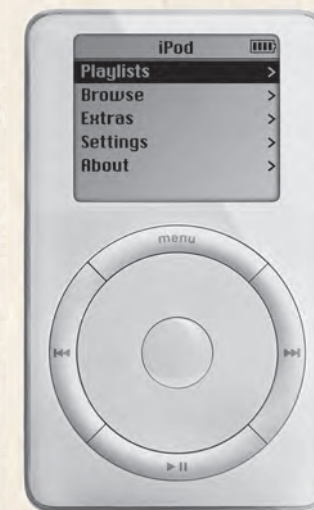 iPod
Playlists >
Browse >
Extras >
Settings >
About >
menu